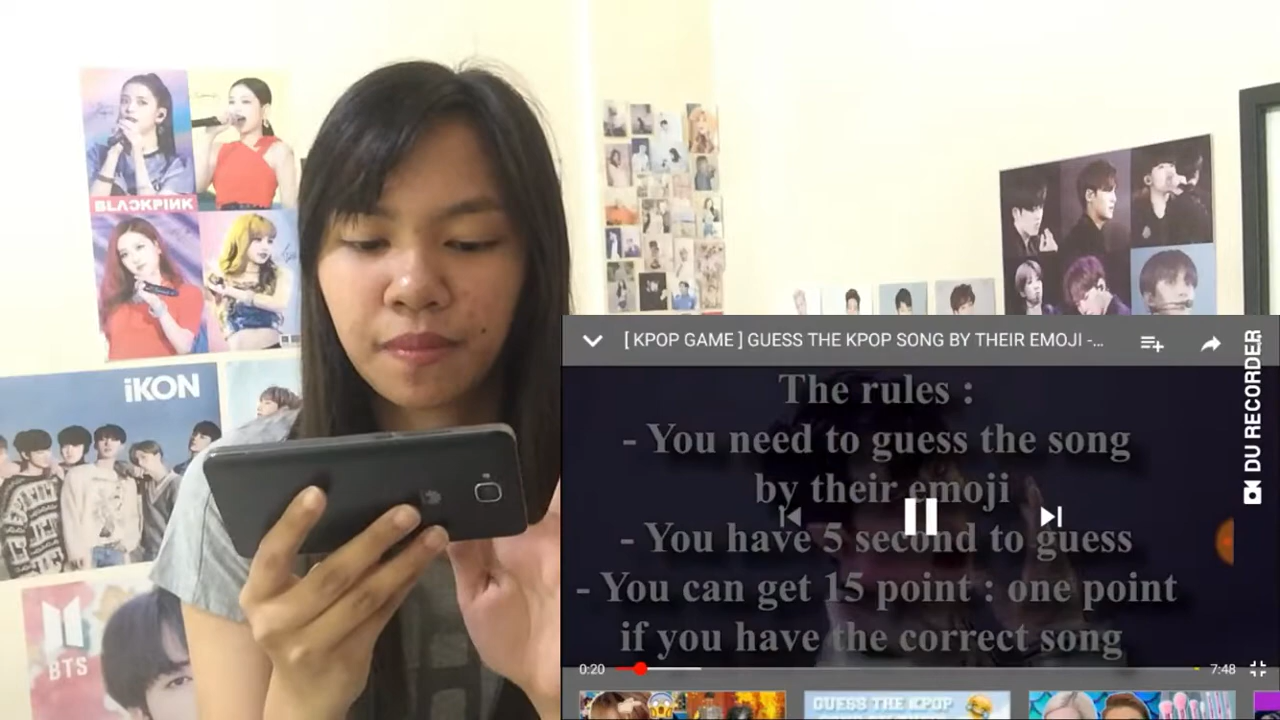 BLACKPINK
iKON
BTS
[ KPOP GAME ] GUESS THE KPOP SONG BY THEIR EMOJI -...
The rules :
- You need to guess the song
by their emoji
- You have 5 second to guess
- You can get 15 point : one point
if you have the correct song
0:20
7:48
GUESS THE KPOP
DU RECORDER